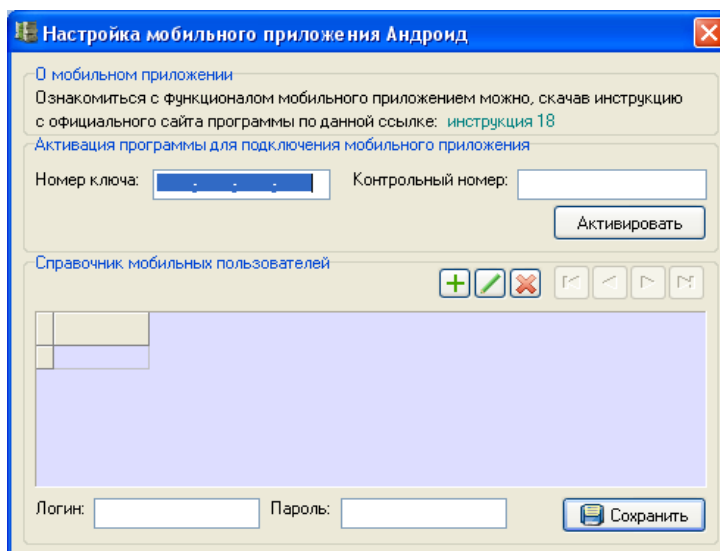 Настройка мобильного приложения Андроид
О мобильном приложении
Ознакомиться с функционалом мобильного приложением можно, скачав инструкцию
с официального сайта программы по данной ссылке: инструкция 18
Активация программы для подключения мобильного приложения
Номер ключа: - - - Контрольный номер:
Активировать
Справочник мобильных пользователей
Логин: Пароль: Сохранить